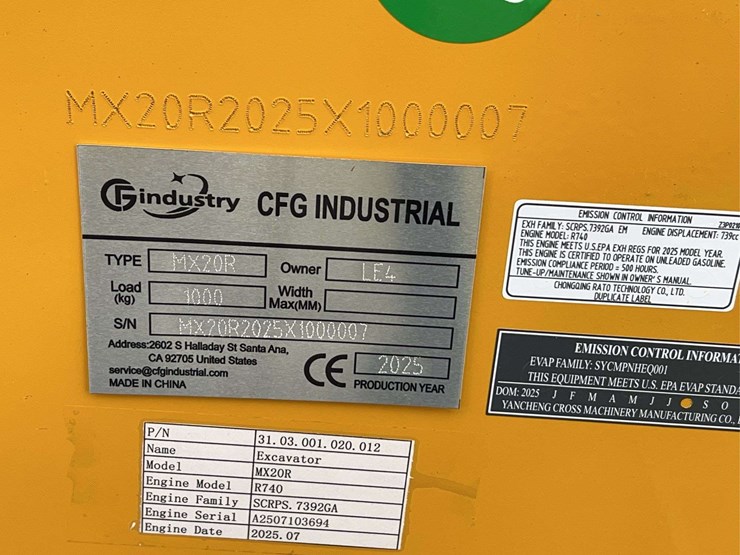 MX20R2025X1000007
CFGindustry CFG INDUSTRIAL
TYPE MX20R Owner LE4
Load (kg) 1000 Width Max(MM)
S/N MX20R2025X1000007
Address:2602 S Halladay St Santa Ana,
CA 92705 United States
service@cfgindustrial.com
MADE IN CHINA
CE 2025
PRODUCTION YEAR
EMISSION CONTROL INFORMATION
EXH FAMILY: SCRPS.7392GA EM ENGINE DISPLACEMENT: 739cc
ENGINE MODEL: R740
THIS ENGINE MEETS U.S.EPA EXH REGS FOR 2025 MODEL YEAR.
THIS ENGINE IS CERTIFIED TO OPERATE ON UNLEADED GASOLINE.
EMISSION COMPLIANCE PERIOD = 500 HOURS.
TUNE-UP/MAINTENANCE SHOWN IN OWNER'S MANUAL.
CHONGQING RATO TECHNOLOGY CO., LTD.
DUPLICATE LABEL
EMISSION CONTROL INFORMA
EVAP FAMILY: SYCMPNHEQ001
THIS EQUIPMENT MEETS U.S. EPA EVAP STANDA
DOM: 2025 J F M A M J J S O
YANCHENG CROSS MACHINERY MANUFACTURING CO.,
P/N 31.03.001.020.012
Name Excavator
Model MX20R
Engine Model R740
Engine Family SCRPS.7392GA
Engine Serial A2507103694
Engine Date 2025.07